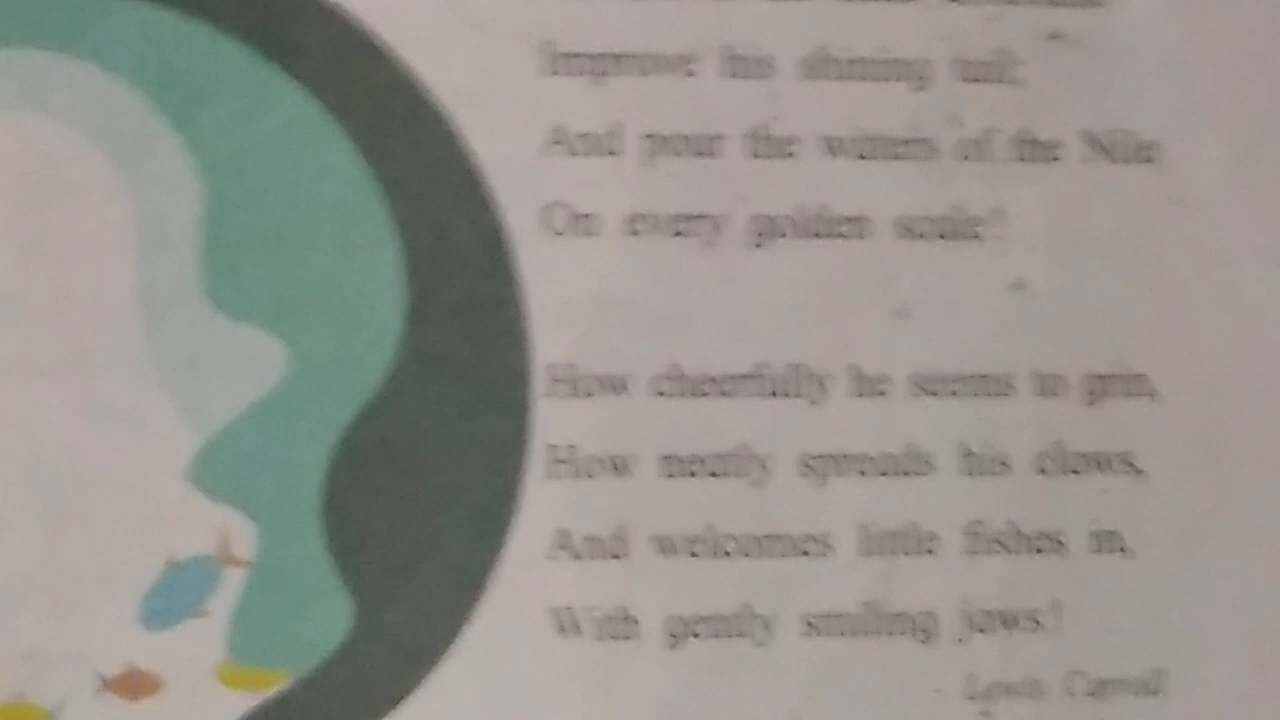 Improve his shining tail:
And pour the waters of the Nile
On every golden scale!
How cheerfully he seems to grin,
How neatly spreads his claws,
And welcomes little fishes in,
With gently smiling jaws!
- Lewis Carroll